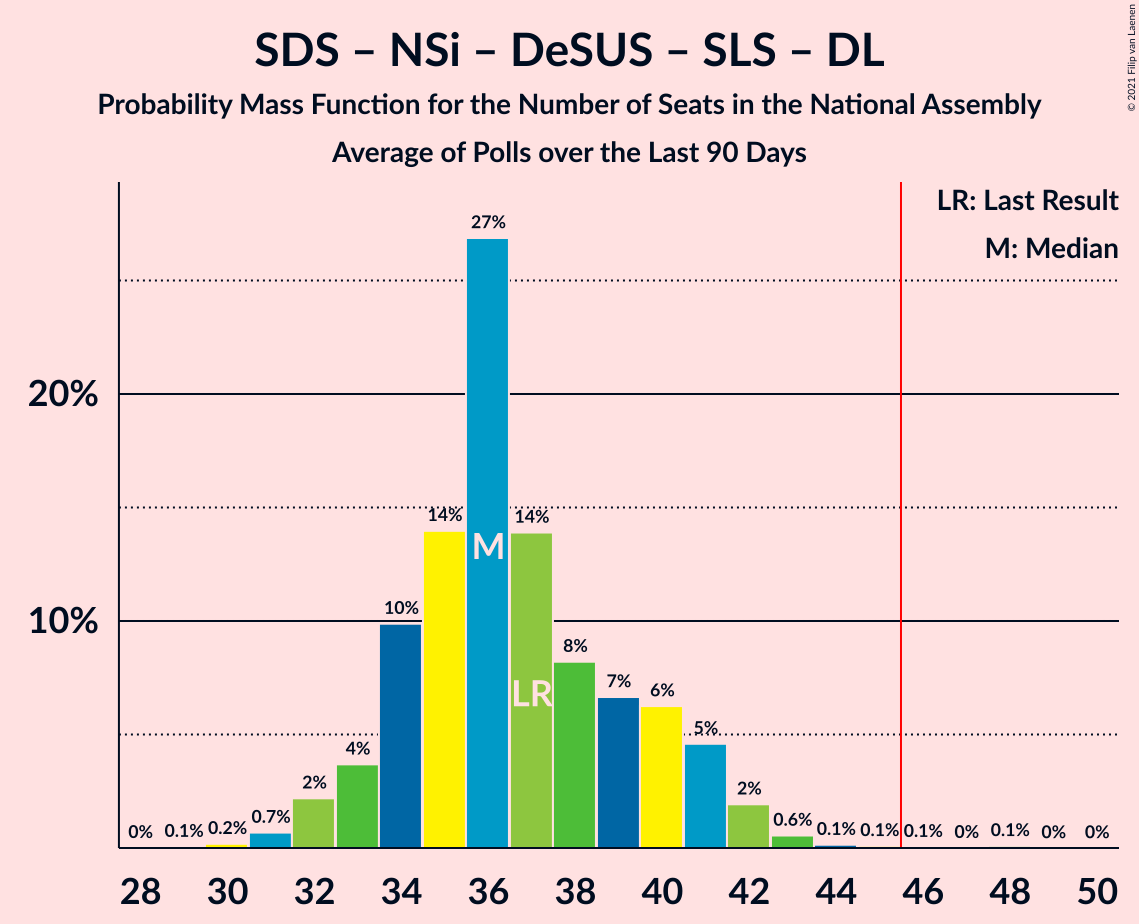 SDS – NSi – DeSUS – SLS – DL
Probability Mass Function for the Number of Seats in the National Assembly
Average of Polls over the Last 90 Days
© 2021 Filip van Laenen
LR: Last Result
M: Median
20%
10%
0%
0.1%
0.2%
0.7%
2%
4%
10%
14%
27%
14%
8%
7%
6%
5%
2%
0.6%
0.1%
0.1%
0.1%
0%
0.1%
0%
0%
M
LR
28 30 32 34 36 38 40 42 44 46 48 50